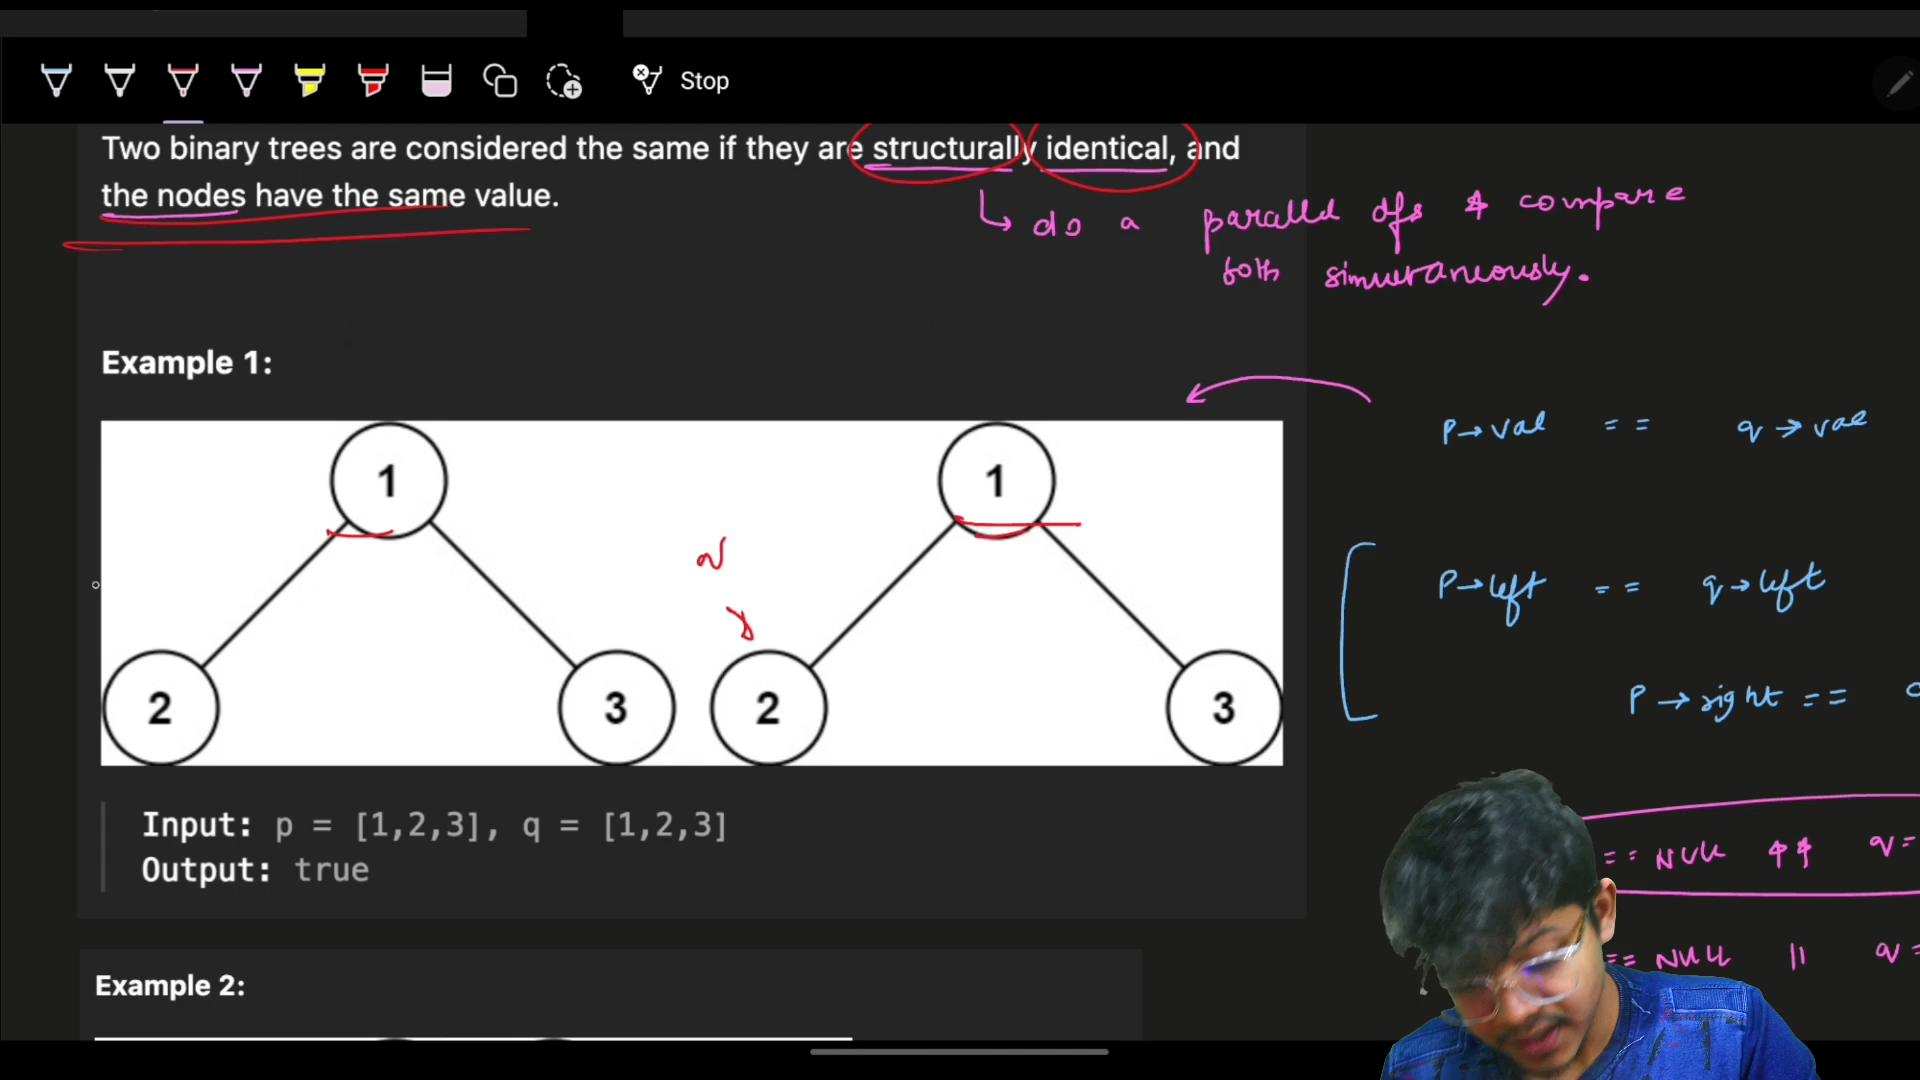 Stop
Two binary trees are considered the same if they are structurally identical, and
the nodes have the same value.
↳ do a parallel dfs & compare
both simultaneously.
Example 1:
P→val == q→val
1 1
P→left == q→left
2 3 2 3
P→right ==
Input: p = [1,2,3], q = [1,2,3]
Output: true
== NULL && q=
== NULL || q=
Example 2: